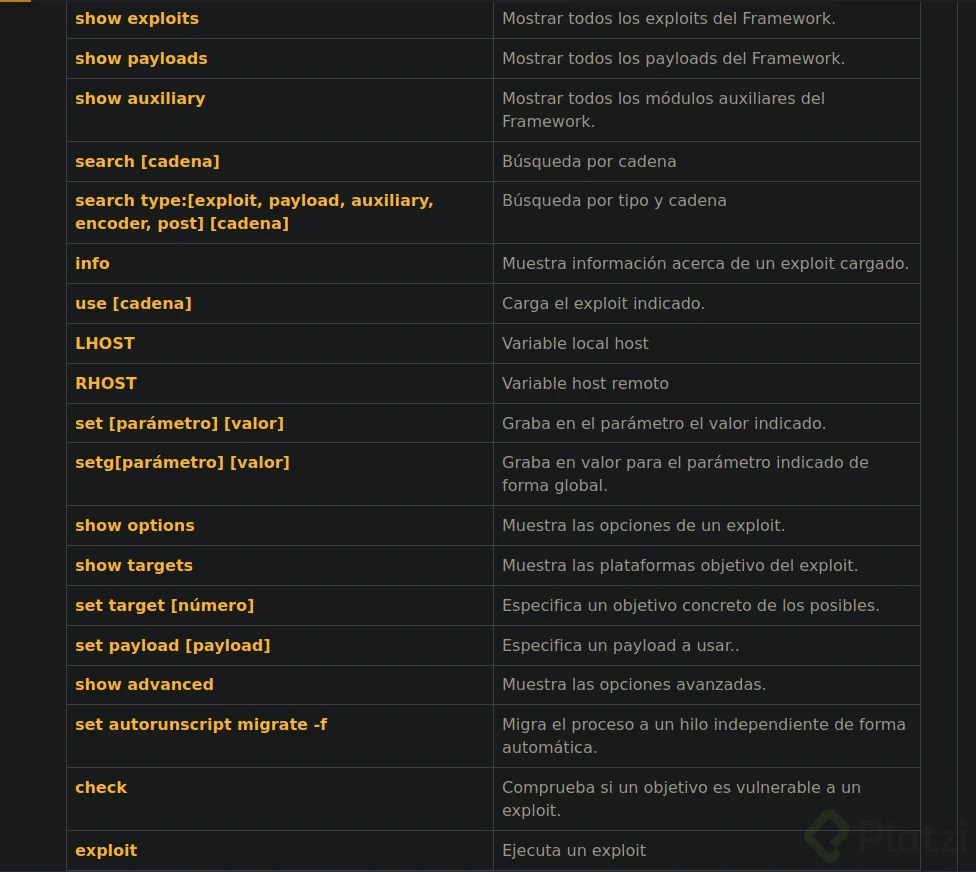 show exploits
Mostrar todos los exploits del Framework.
show payloads
Mostrar todos los payloads del Framework.
show auxiliary
Mostrar todos los módulos auxiliares del
Framework.
search [cadena]
Búsqueda por cadena
search type:[exploit, payload, auxiliary,
encoder, post] [cadena]
Búsqueda por tipo y cadena
info
Muestra información acerca de un exploit cargado.
use [cadena]
Carga el exploit indicado.
LHOST
Variable local host
RHOST
Variable host remoto
set [parámetro] [valor]
Graba en el parámetro el valor indicado.
setg[parámetro] [valor]
Graba en valor para el parámetro indicado de
forma global.
show options
Muestra las opciones de un exploit.
show targets
Muestra las plataformas objetivo del exploit.
set target [número]
Especifica un objetivo concreto de los posibles.
set payload [payload]
Especifica un payload a usar..
show advanced
Muestra las opciones avanzadas.
set autorunscript migrate -f
Migra el proceso a un hilo independiente de forma
automática.
check
Comprueba si un objetivo es vulnerable a un
exploit.
exploit
Ejecuta un exploit
Platzi